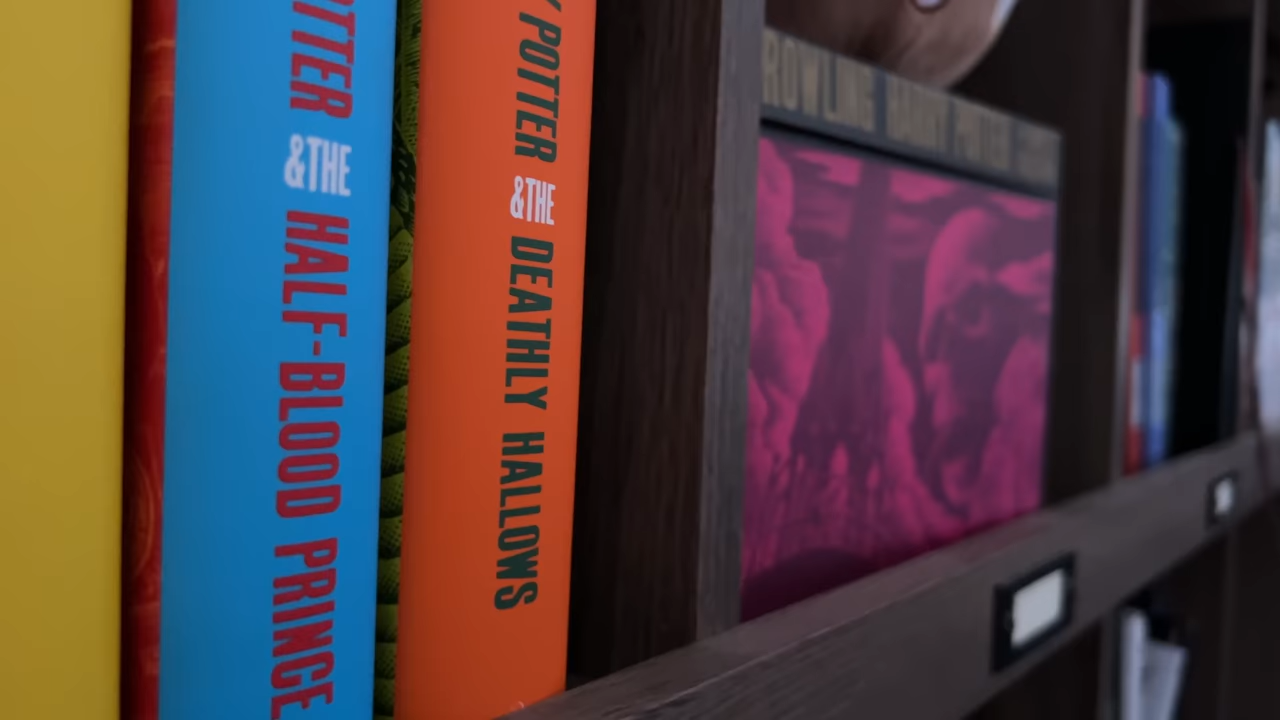 TTER &THE HALF-BLOOD PRINCE
POTTER &THE DEATHLY HALLOWS
ROWLING HARRY POTTER